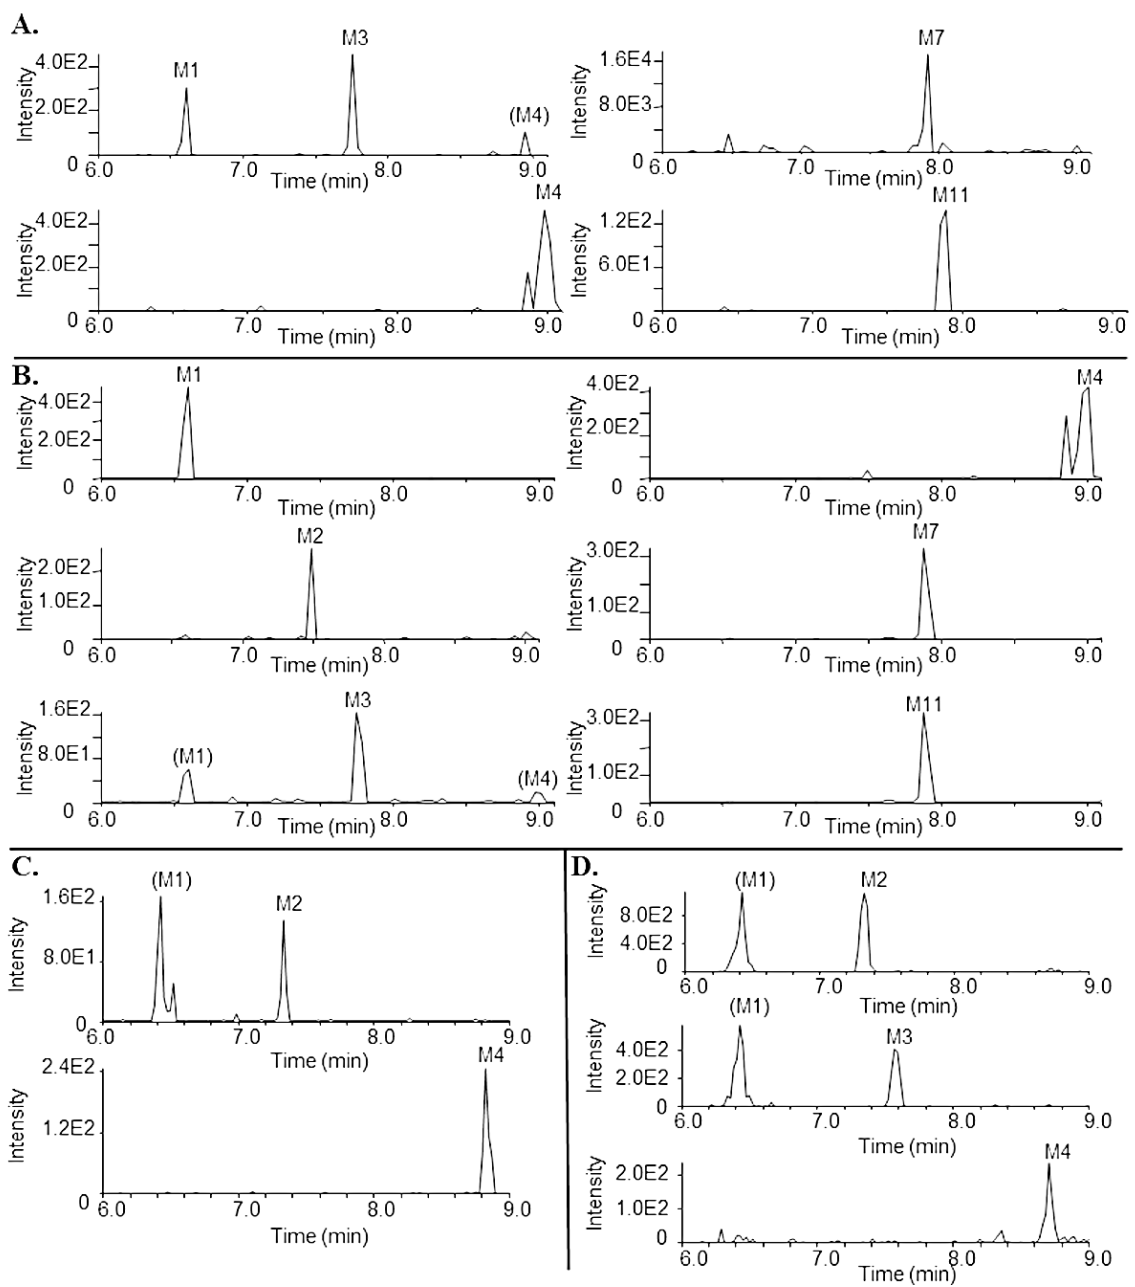 A.
M1
M3
(M4)
Intensity
4.0E2
2.0E2
0
6.0 7.0 8.0 9.0
Time (min)
M7
Intensity
1.6E4
8.0E3
0
6.0 7.0 8.0 9.0
Time (min)
M4
Intensity
4.0E2
2.0E2
0
6.0 7.0 8.0 9.0
Time (min)
M11
Intensity
1.2E2
6.0E1
0
6.0 7.0 8.0 9.0
Time (min)
B.
M1
Intensity
4.0E2
2.0E2
0
6.0 7.0 8.0 9.0
Time (min)
M4
Intensity
4.0E2
2.0E2
0
6.0 7.0 8.0 9.0
Time (min)
M2
Intensity
2.0E2
1.0E2
0
6.0 7.0 8.0 9.0
Time (min)
M7
Intensity
3.0E2
1.0E2
0
6.0 7.0 8.0 9.0
Time (min)
M3
(M1)
(M4)
Intensity
1.6E2
8.0E1
0
6.0 7.0 8.0 9.0
Time (min)
M11
Intensity
3.0E2
1.0E2
0
6.0 7.0 8.0 9.0
Time (min)
C.
(M1)
M2
Intensity
1.6E2
8.0E1
0
6.0 7.0 8.0 9.0
Time (min)
M4
Intensity
2.4E2
1.2E2
0
6.0 7.0 8.0 9.0
Time (min)
D.
(M1) M2
Intensity
8.0E2
4.0E2
0
6.0 7.0 8.0 9.0
Time (min)
(M1)
M3
Intensity
4.0E2
2.0E2
0
6.0 7.0 8.0 9.0
Time (min)
M4
Intensity
2.0E2
1.0E2
0
6.0 7.0 8.0 9.0
Time (min)